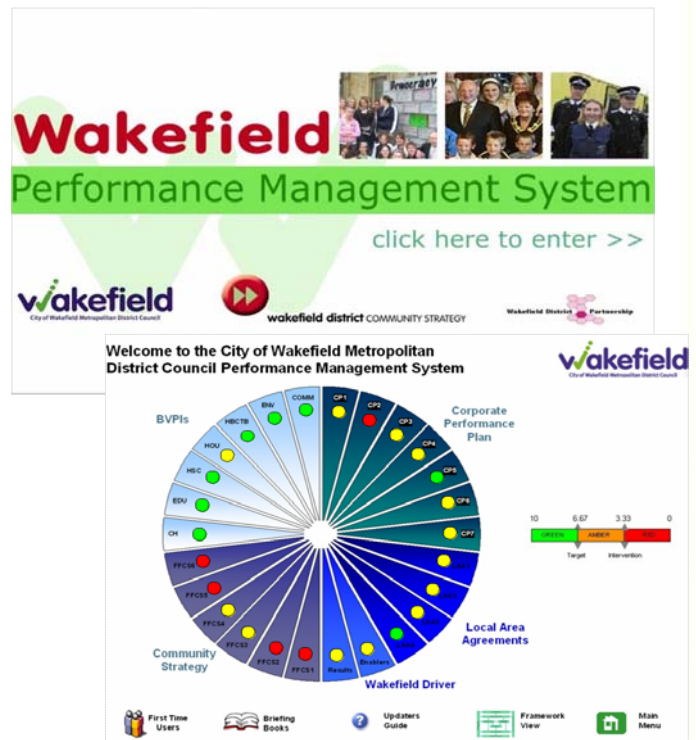 Democracy
Wakefield
Performance Management System
click here to enter >>
wakefield
City of Wakefield Metropolitan District Council
wakefield district COMMUNITY STRATEGY
Wakefield District Partnership
Welcome to the City of Wakefield Metropolitan
District Council Performance Management System
wakefield
City of Wakefield Metropolitan District Council
BVPIs
COMM
ENV
HBCTB
HOU
HSC
EDU
CH
CP1
CP2
CP3
CP4
CP5
CP6
CP7
Corporate
Performance
Plan
10 6.67 3.33 0
GREEN AMBER RED
Target Intervention
FFCS6
FFCS5
FFCS4
FFCS3
FFCS2
FFCS1
Community
Strategy
Results
Enablers
Wakefield Driver
Local Area
Agreements
First Time
Users
Briefing
Books
Updaters
Guide
Framework
View
Main
Menu